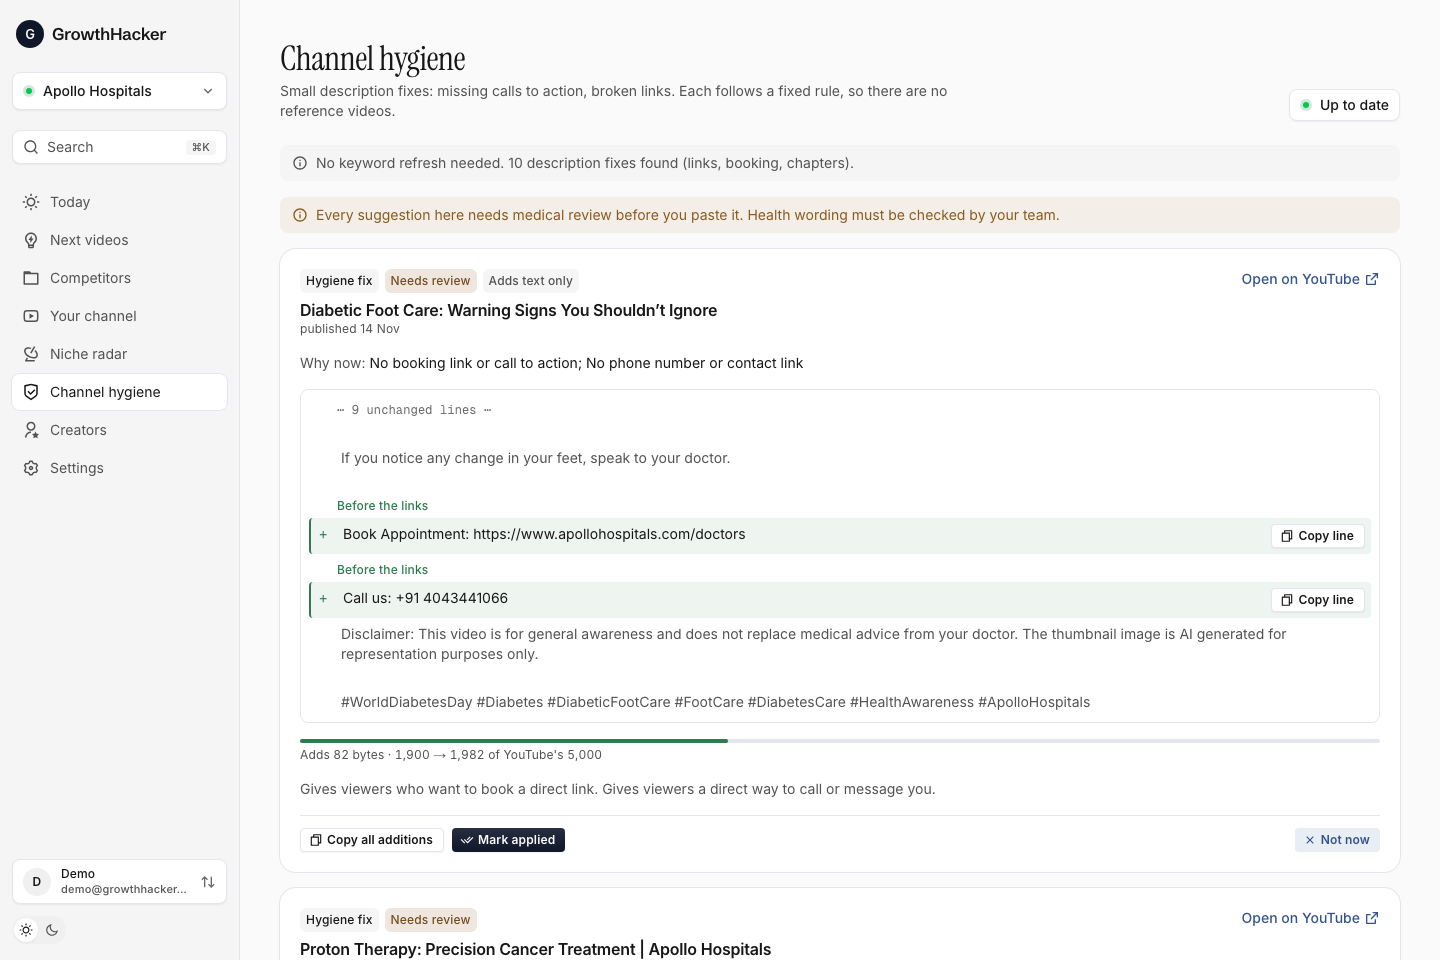 G GrowthHacker
Apollo Hospitals
Search ⌘K
Today
Next videos
Competitors
Your channel
Niche radar
Channel hygiene
Creators
Settings
D Demo
demo@growthhacker...
Channel hygiene
Small description fixes: missing calls to action, broken links. Each follows a fixed rule, so there are no
reference videos.
Up to date
No keyword refresh needed. 10 description fixes found (links, booking, chapters).
Every suggestion here needs medical review before you paste it. Health wording must be checked by your team.
Hygiene fix Needs review Adds text only
Open on YouTube
Diabetic Foot Care: Warning Signs You Shouldn’t Ignore
published 14 Nov
Why now: No booking link or call to action; No phone number or contact link
⋯ 9 unchanged lines ⋯
If you notice any change in your feet, speak to your doctor.
Before the links
+ Book Appointment: https://www.apollohospitals.com/doctors
Copy line
Before the links
+ Call us: +91 4043441066
Copy line
Disclaimer: This video is for general awareness and does not replace medical advice from your doctor. The thumbnail image is AI generated for
representation purposes only.
#WorldDiabetesDay #Diabetes #DiabeticFootCare #FootCare #DiabetesCare #HealthAwareness #ApolloHospitals
Adds 82 bytes · 1,900 → 1,982 of YouTube's 5,000
Gives viewers who want to book a direct link. Gives viewers a direct way to call or message you.
Copy all additions
Mark applied
Not now
Hygiene fix Needs review
Open on YouTube
Proton Therapy: Precision Cancer Treatment | Apollo Hospitals